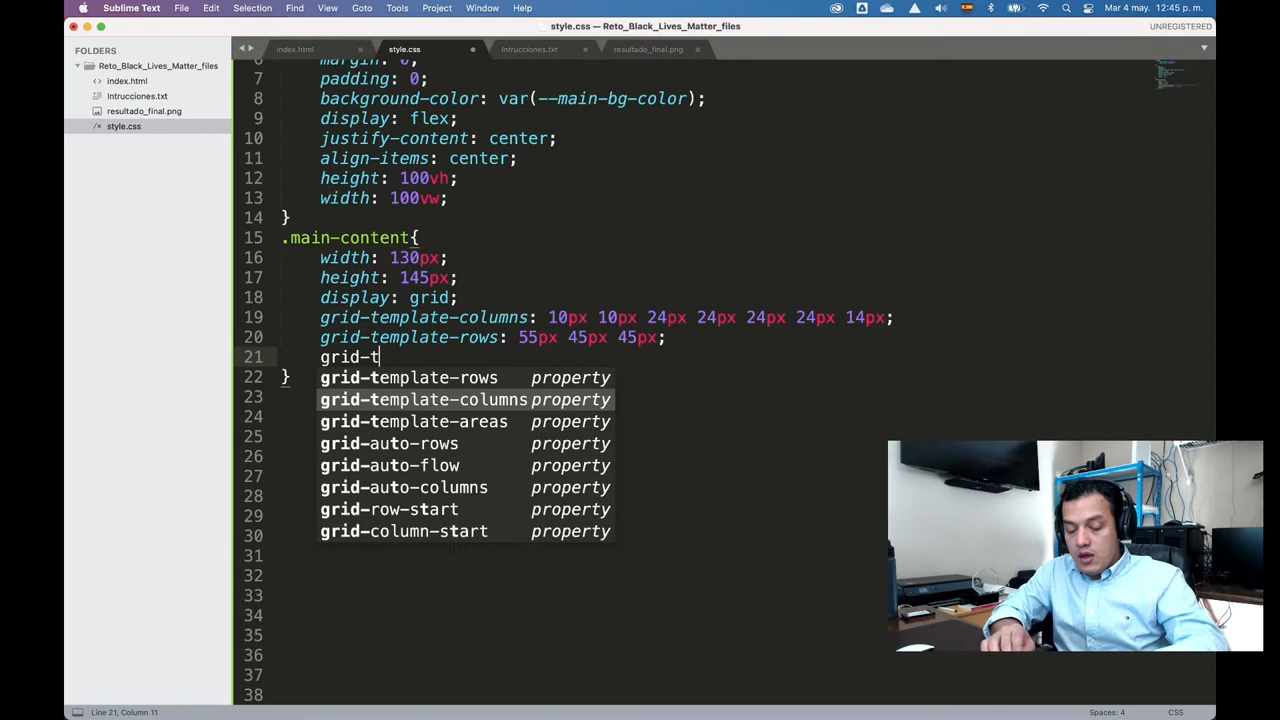 Sublime Text File Edit Selection Find View Goto Tools Project Window Help Mar 4 may. 12:45 p. m.
style.css — Reto_Black_Lives_Matter_files UNREGISTERED
FOLDERS
Reto_Black_Lives_Matter_files
index.html
Intrucciones.txt
resultado_final.png
style.css
index.html style.css Intrucciones.txt resultado_final.png
6 margin: 0;
7 padding: 0;
8 background-color: var(--main-bg-color);
9 display: flex;
10 justify-content: center;
11 align-items: center;
12 height: 100vh;
13 width: 100vw;
14 }
15 .main-content{
16 width: 130px;
17 height: 145px;
18 display: grid;
19 grid-template-columns: 10px 10px 24px 24px 24px 24px 14px;
20 grid-template-rows: 55px 45px 45px;
21 grid-t
22 }
grid-template-rows property
grid-template-columns property
grid-template-areas property
grid-auto-rows property
grid-auto-flow property
grid-auto-columns property
grid-row-start property
grid-column-start property
23
24
25
26
27
28
29
30
31
32
33
34
35
36
37
38
Line 21, Column 11 Spaces: 4 CSS